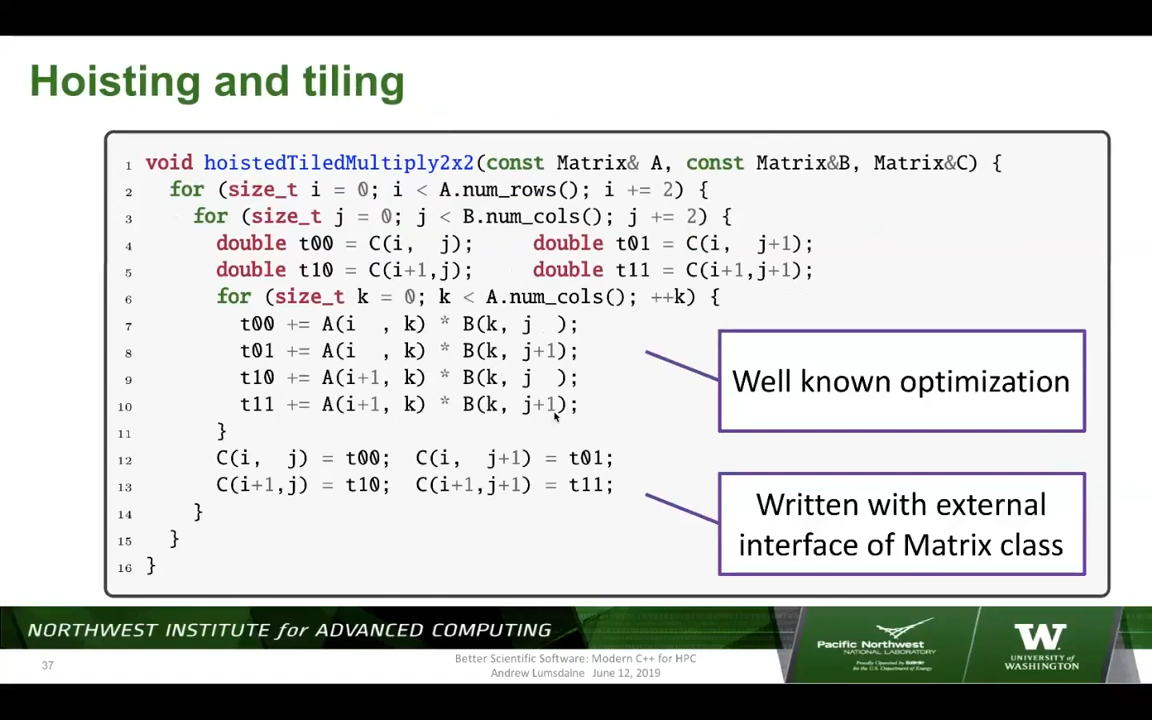 Hoisting and tiling
1 void hoistedTiledMultiply2x2(const Matrix& A, const Matrix&B, Matrix&C) {
2 for (size_t i = 0; i < A.num_rows(); i += 2) {
3 for (size_t j = 0; j < B.num_cols(); j += 2) {
4 double t00 = C(i, j); double t01 = C(i, j+1);
5 double t10 = C(i+1,j); double t11 = C(i+1,j+1);
6 for (size_t k = 0; k < A.num_cols(); ++k) {
7 t00 += A(i , k) * B(k, j );
8 t01 += A(i , k) * B(k, j+1);
9 t10 += A(i+1, k) * B(k, j );
10 t11 += A(i+1, k) * B(k, j+1);
11 }
12 C(i, j) = t00; C(i, j+1) = t01;
13 C(i+1,j) = t10; C(i+1,j+1) = t11;
14 }
15 }
16 }
Well known optimization
Written with external
interface of Matrix class
NORTHWEST INSTITUTE for ADVANCED COMPUTING
Pacific Northwest
NATIONAL LABORATORY
W
UNIVERSITY of
WASHINGTON
37
Better Scientific Software: Modern C++ for HPC
Andrew Lumsdaine June 12, 2019